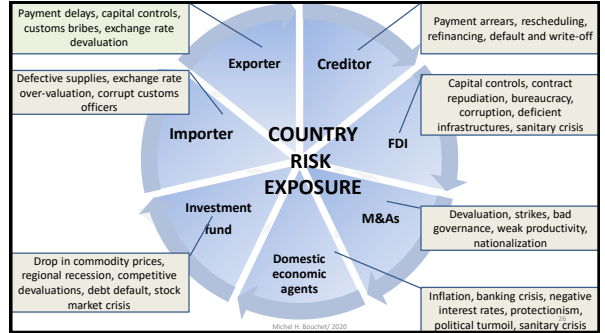 Payment delays, capital controls,
customs bribes, exchange rate
devaluation
Payment arrears, rescheduling,
refinancing, default and write-off
Exporter
Creditor
Defective supplies, exchange rate
over-valuation, corrupt customs
officers
Capital controls, contract
repudiation, bureaucracy,
corruption, deficient
infrastructures, sanitary crisis
Importer
FDI
COUNTRY
RISK
EXPOSURE
Investment
fund
M&As
Devaluation, strikes, bad
governance, weak productivity,
nationalization
Domestic
economic
agents
Drop in commodity prices,
regional recession, competitive
devaluations, debt default, stock
market crisis
Inflation, banking crisis, negative
interest rates, protectionism,
political turmoil, sanitary crisis
Michel H. Bouchet/ 2020
26